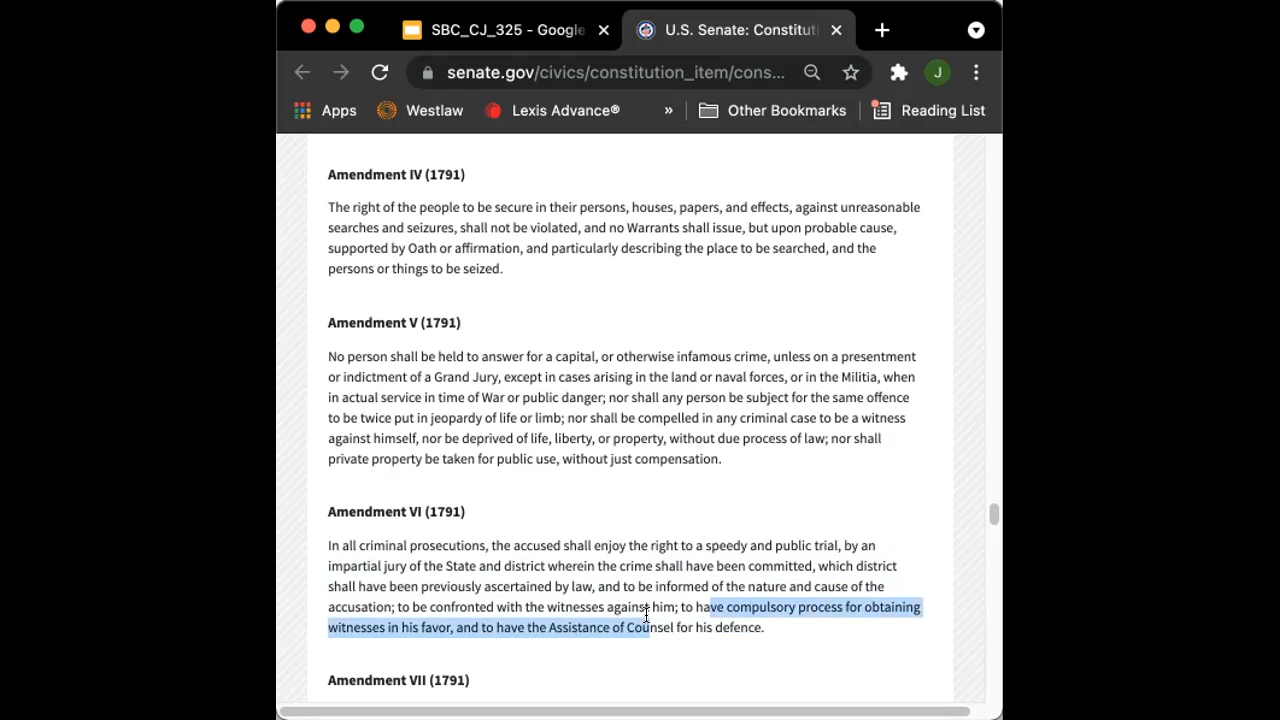 SBC_CJ_325 - Google
U.S. Senate: Constituti
senate.gov/civics/constitution_item/cons...
J
Apps
Westlaw
Lexis Advance®
»
Other Bookmarks
Reading List
Amendment IV (1791)
The right of the people to be secure in their persons, houses, papers, and effects, against unreasonable
searches and seizures, shall not be violated, and no Warrants shall issue, but upon probable cause,
supported by Oath or affirmation, and particularly describing the place to be searched, and the
persons or things to be seized.
Amendment V (1791)
No person shall be held to answer for a capital, or otherwise infamous crime, unless on a presentment
or indictment of a Grand Jury, except in cases arising in the land or naval forces, or in the Militia, when
in actual service in time of War or public danger; nor shall any person be subject for the same offence
to be twice put in jeopardy of life or limb; nor shall be compelled in any criminal case to be a witness
against himself, nor be deprived of life, liberty, or property, without due process of law; nor shall
private property be taken for public use, without just compensation.
Amendment VI (1791)
In all criminal prosecutions, the accused shall enjoy the right to a speedy and public trial, by an
impartial jury of the State and district wherein the crime shall have been committed, which district
shall have been previously ascertained by law, and to be informed of the nature and cause of the
accusation; to be confronted with the witnesses against him; to have compulsory process for obtaining
witnesses in his favor, and to have the Assistance of Counsel for his defence.
Amendment VII (1791)